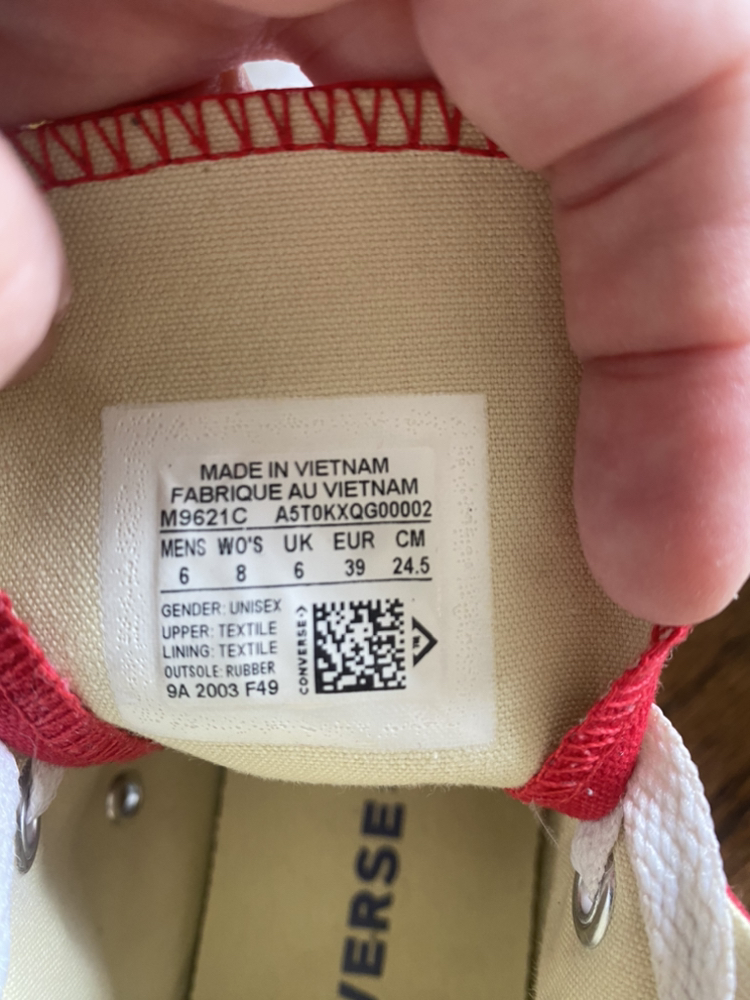 MADE IN VIETNAM
FABRIQUE AU VIETNAM
M9621C A5T0KXQG00002
MENS WO'S UK EUR CM
6 8 6 39 24.5
GENDER: UNISEX
UPPER: TEXTILE
LINING: TEXTILE
OUTSOLE: RUBBER
9A 2003 F49
CONVERSE
VERSE